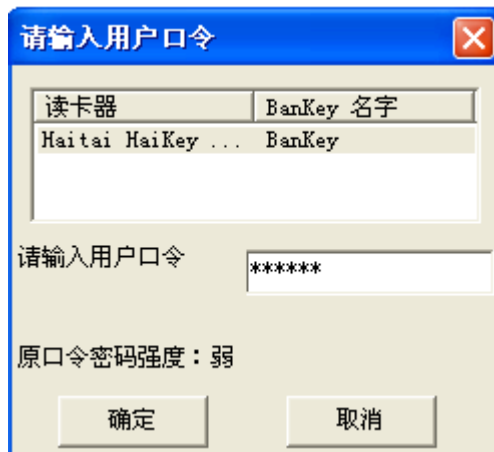 请输入用户口令
读卡器 BanKey 名字
Haitai HaiKey ... BanKey
请输入用户口令 ******
原口令密码强度：弱
确定 取消